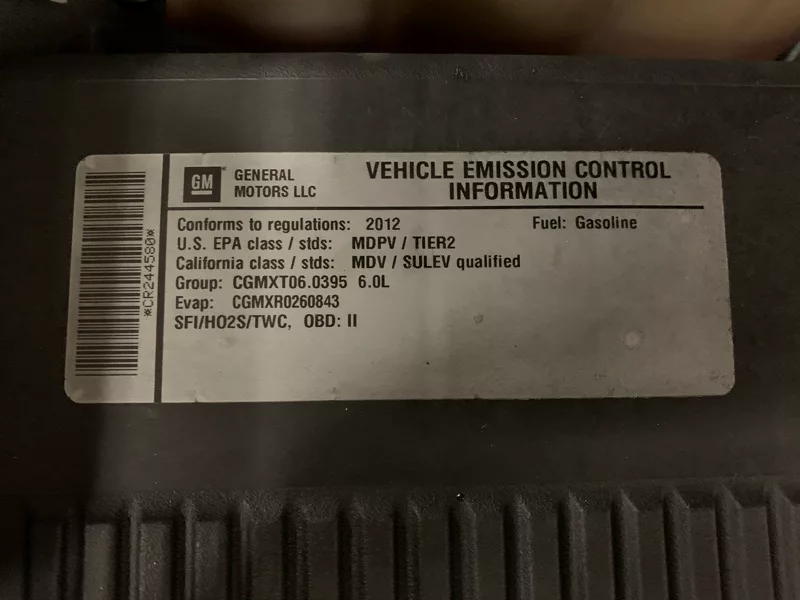 *CR244580*
GM
GENERAL
MOTORS LLC
VEHICLE EMISSION CONTROL
INFORMATION
Conforms to regulations: 2012 Fuel: Gasoline
U.S. EPA class / stds: MDPV / TIER2
California class / stds: MDV / SULEV qualified
Group: CGMXT06.0395 6.0L
Evap: CGMXR0260843
SFI/HO2S/TWC, OBD: II